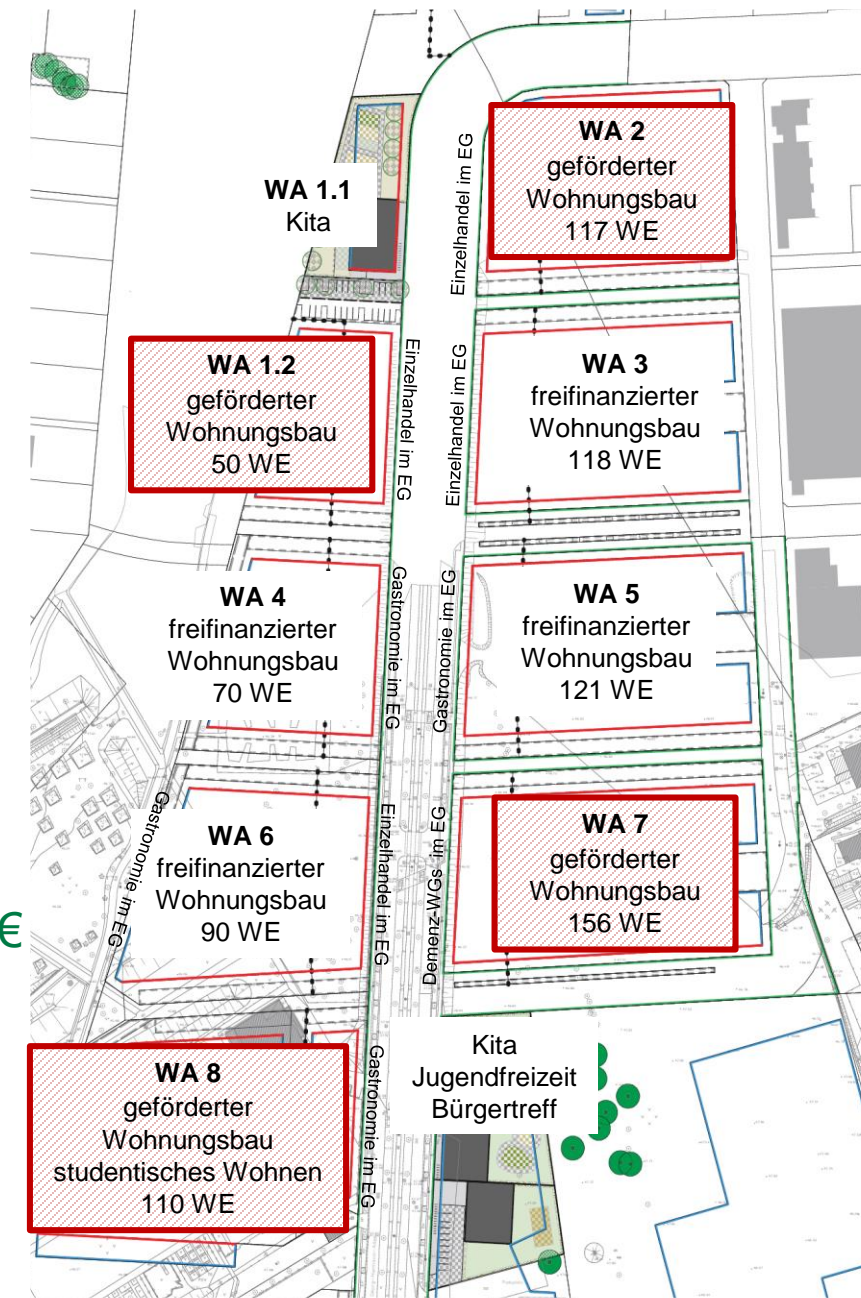 WA 1.1
Kita
Einzelhandel im EG
WA 2
geförderter
Wohnungsbau
117 WE
WA 1.2
geförderter
Wohnungsbau
50 WE
Einzelhandel im EG
Einzelhandel im EG
WA 3
freifinanzierter
Wohnungsbau
118 WE
WA 4
freifinanzierter
Wohnungsbau
70 WE
Gastronomie im EG
Gastronomie im EG
WA 5
freifinanzierter
Wohnungsbau
121 WE
Gastronomie im EG
WA 6
freifinanzierter
Wohnungsbau
90 WE
Einzelhandel im EG
Demenz-WGs im EG
WA 7
geförderter
Wohnungsbau
156 WE
€
WA 8
geförderter
Wohnungsbau
studentisches Wohnen
110 WE
Gastronomie im EG
Kita
Jugendfreizeit
Bürgertreff